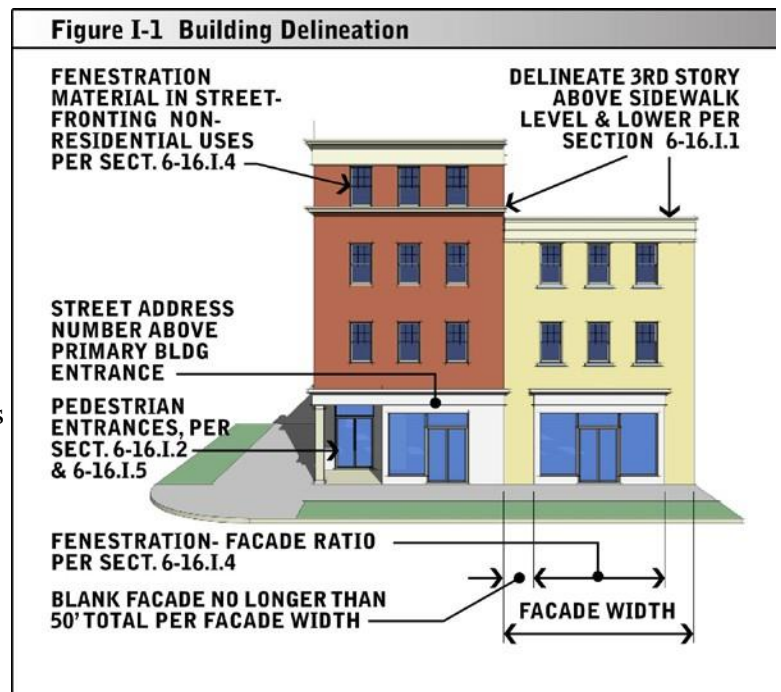 Figure I-1 Building Delineation
FENESTRATION
MATERIAL IN STREET-
FRONTING NON-
RESIDENTIAL USES
PER SECT. 6-16.I.4
DELINEATE 3RD STORY
ABOVE SIDEWALK
LEVEL & LOWER PER
SECTION 6-16.I.1
STREET ADDRESS
NUMBER ABOVE
PRIMARY BLDG
ENTRANCE
s
PEDESTRIAN
ENTRANCES, PER
SECT. 6-16.I.2
& 6-16.I.5
FENESTRATION- FACADE RATIO
PER SECT. 6-16.I.4
BLANK FACADE NO LONGER THAN
50' TOTAL PER FACADE WIDTH
FACADE WIDTH